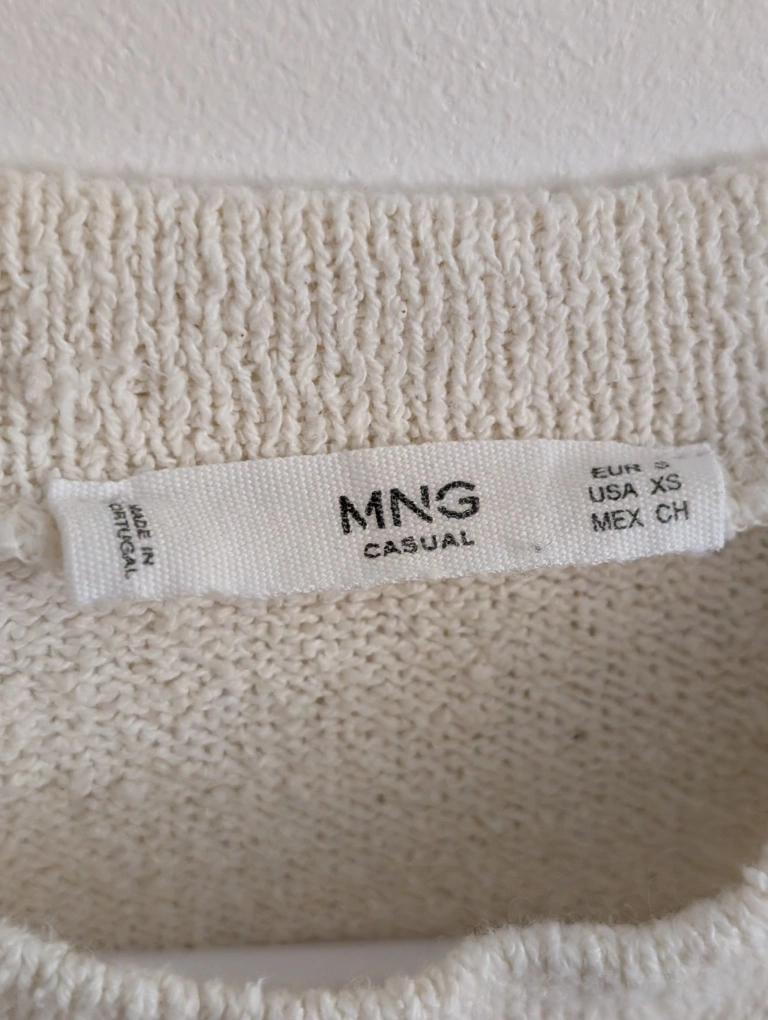 MADE IN
PORTUGAL
MNG
CASUAL
EUR S
USA XS
MEX CH